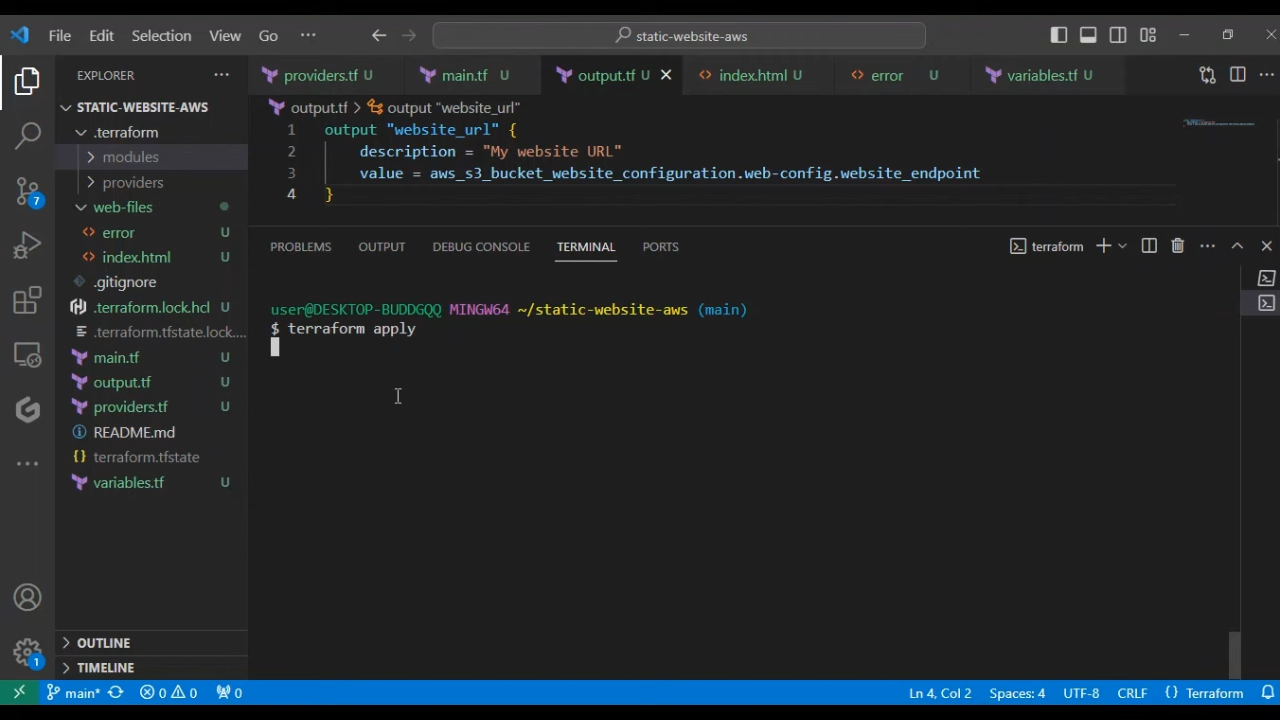 File Edit Selection View Go ··· static-website-aws
EXPLORER ···
STATIC-WEBSITE-AWS
.terraform
modules
providers
web-files
error U
index.html U
.gitignore
.terraform.lock.hcl U
.terraform.tfstate.lock....
main.tf U
output.tf U
providers.tf U
README.md
terraform.tfstate
variables.tf U
OUTLINE
TIMELINE
7
1
providers.tf U main.tf U output.tf U index.html U error U variables.tf U
output.tf > output "website_url"
1 output "website_url" {
2 description = "My website URL"
3 value = aws_s3_bucket_website_configuration.web-config.website_endpoint
4 }
PROBLEMS OUTPUT DEBUG CONSOLE TERMINAL PORTS terraform
user@DESKTOP-BUDDGQQ MINGW64 ~/static-website-aws (main)
$ terraform apply
main* 0 0 0 Ln 4, Col 2 Spaces: 4 UTF-8 CRLF {} Terraform